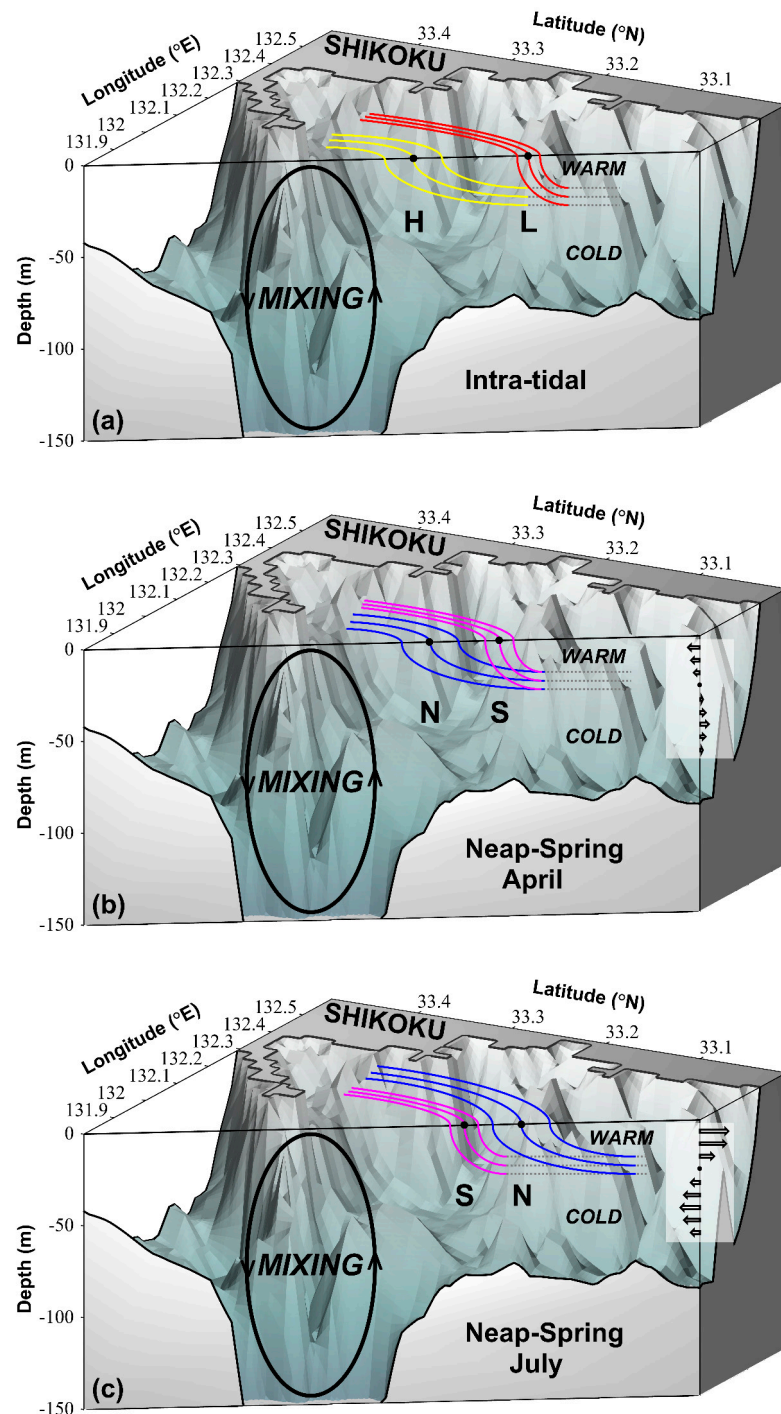 Latitude (°N)
Longitude (°E)
SHIKOKU
132.5
132.4
132.3
132.2
132.1
132
131.9
33.4
33.3
33.2
33.1
0
-50
-100
-150
Depth (m)
WARM
COLD
H
L
MIXING
Intra-tidal
(a)
Latitude (°N)
Longitude (°E)
SHIKOKU
132.5
132.4
132.3
132.2
132.1
132
131.9
33.4
33.3
33.2
33.1
0
-50
-100
-150
Depth (m)
WARM
COLD
N
S
MIXING
Neap-Spring
April
(b)
Latitude (°N)
Longitude (°E)
SHIKOKU
132.5
132.4
132.3
132.2
132.1
132
131.9
33.4
33.3
33.2
33.1
0
-50
-100
-150
Depth (m)
WARM
COLD
S
N
MIXING
Neap-Spring
July
(c)